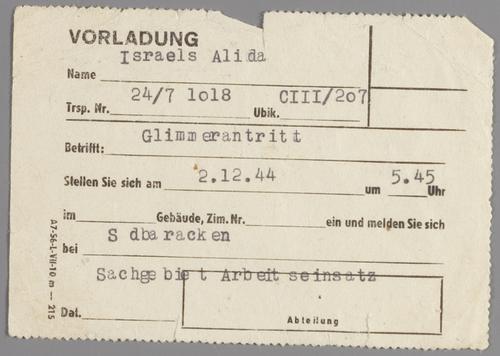 VORLADUNG
Israels Alida
Name
24/7 1o18 CIII/2o7
Trsp. Nr. Ubik.
Glimmerantritt
Betrifft:
Stellen Sie sich am 2.12.44 um 5.45 Uhr
im Gebäude, Zim. Nr. ein und melden Sie sich
S dbaracken
bei
Sachgebiet Arbeitseinsatz
Dat.
Abteilung
A7-56-L-VII-10 m — 215